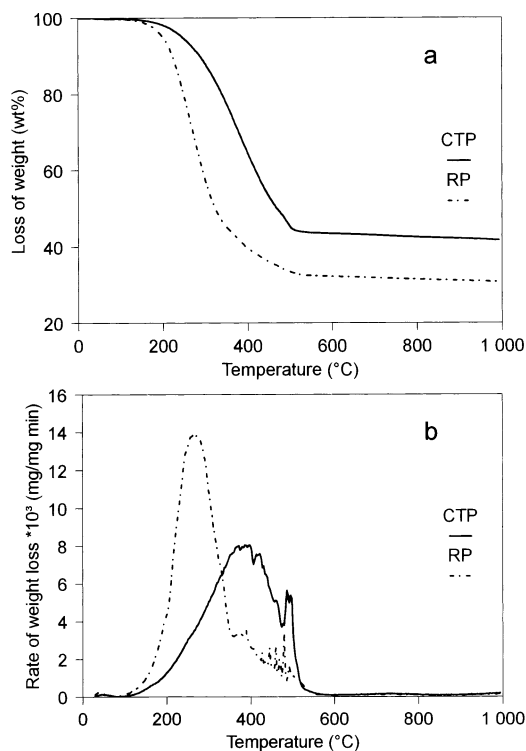 100
80
60
40
20
Loss of weight (wt%)
a
CTP
RP
0
200
400
600
800
1 000
Temperature (°C)
16
14
12
10
8
6
4
2
0
Rate of weight loss *10³ (mg/mg min)
b
CTP
RP
0
200
400
600
800
1 000
Temperature (°C)